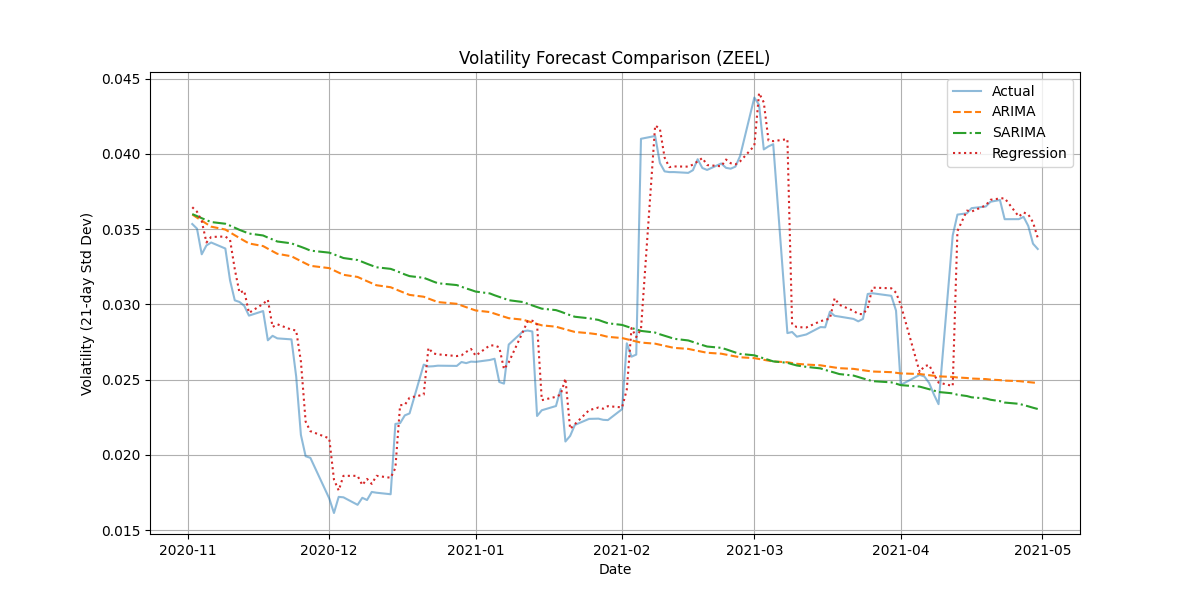 Volatility Forecast Comparison (ZEEL)
Volatility (21-day Std Dev)
0.045
0.040
0.035
0.030
0.025
0.020
0.015
Actual
ARIMA
SARIMA
Regression
2020-11 2020-12 2021-01 2021-02 2021-03 2021-04 2021-05
Date